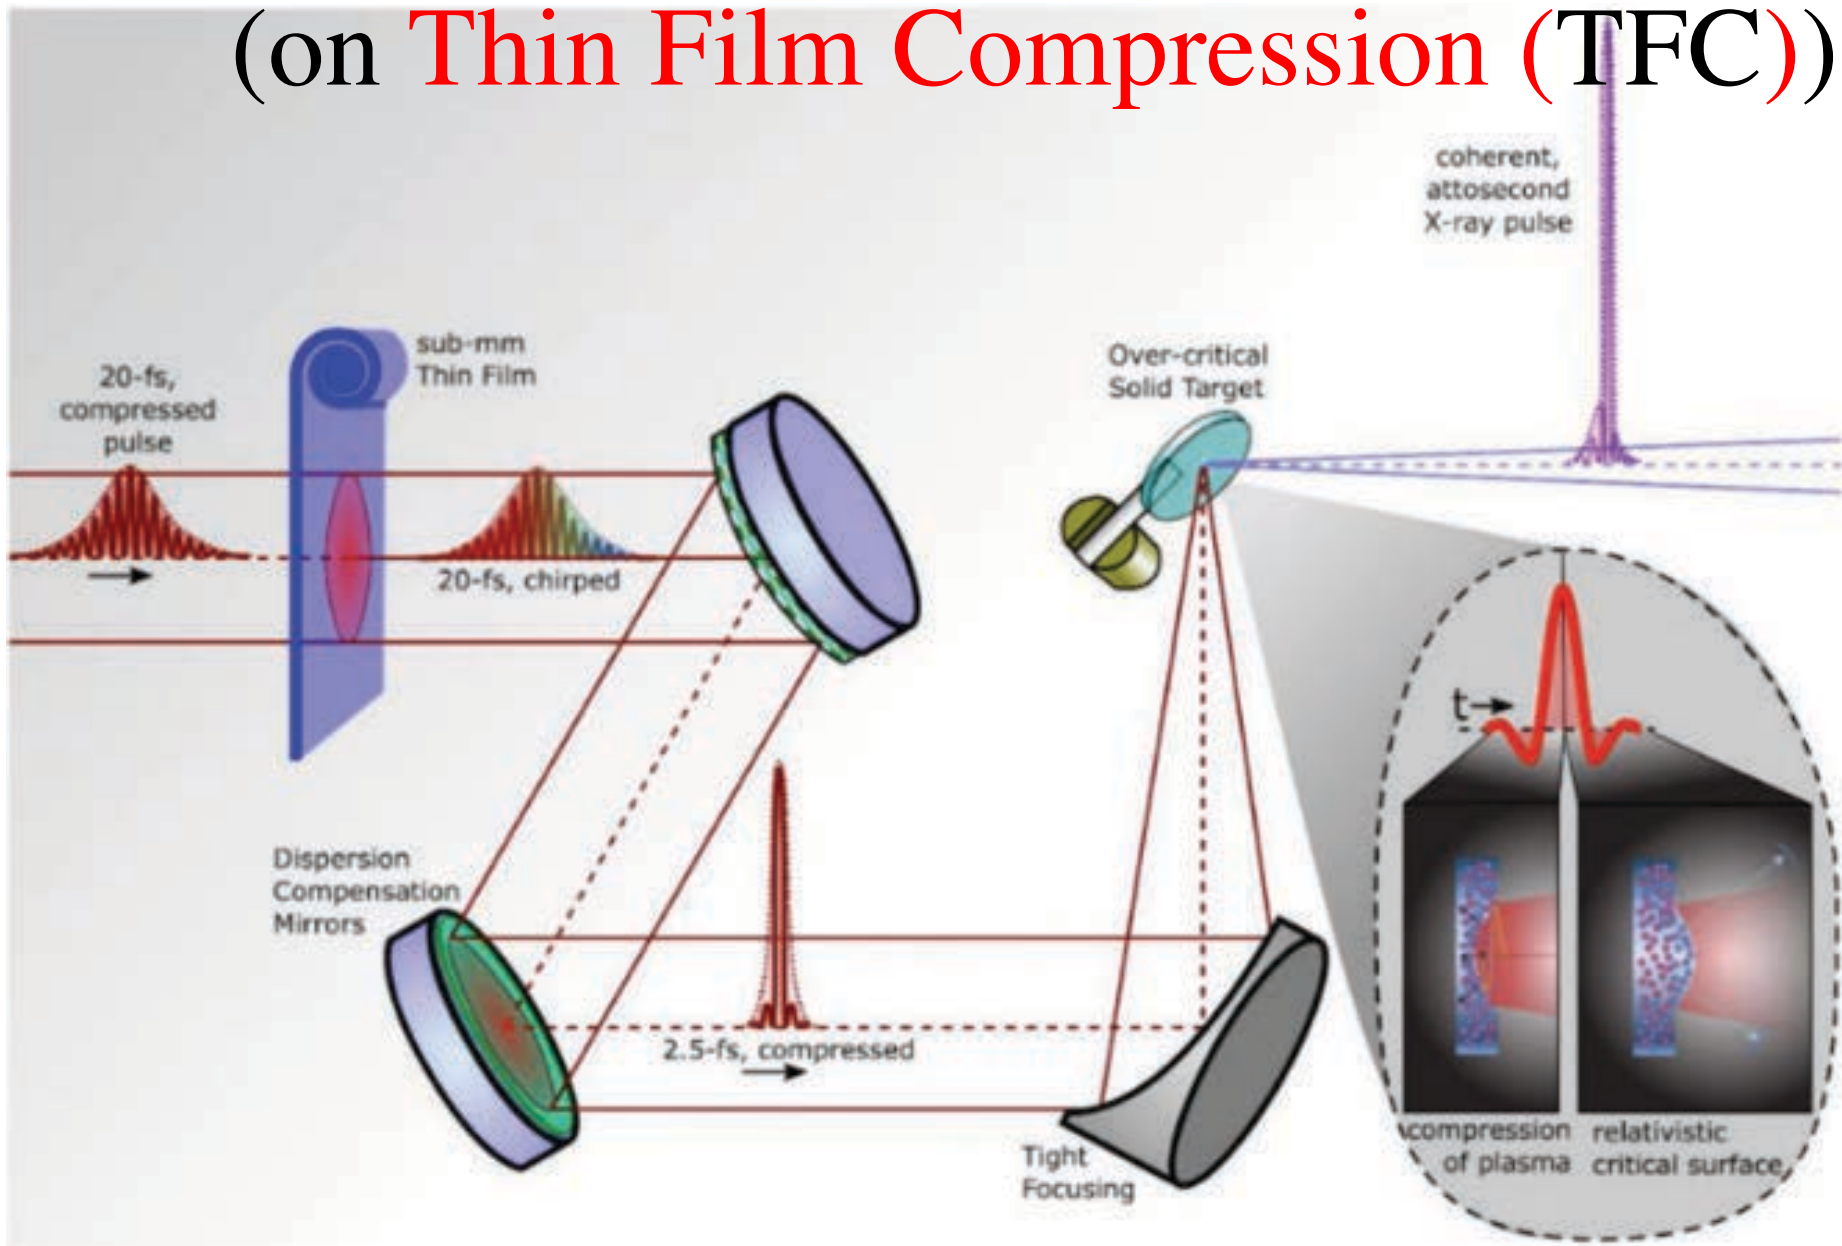 (on Thin Film Compression (TFC))
coherent,
attosecond
X-ray pulse
sub-mm
Thin Film
20-fs,
compressed
pulse
Over-critical
Solid Target
20-fs, chirped
t
Dispersion
Compensation
Mirrors
2.5-fs, compressed
Tight
Focusing
compression
of plasma
relativistic
critical surface